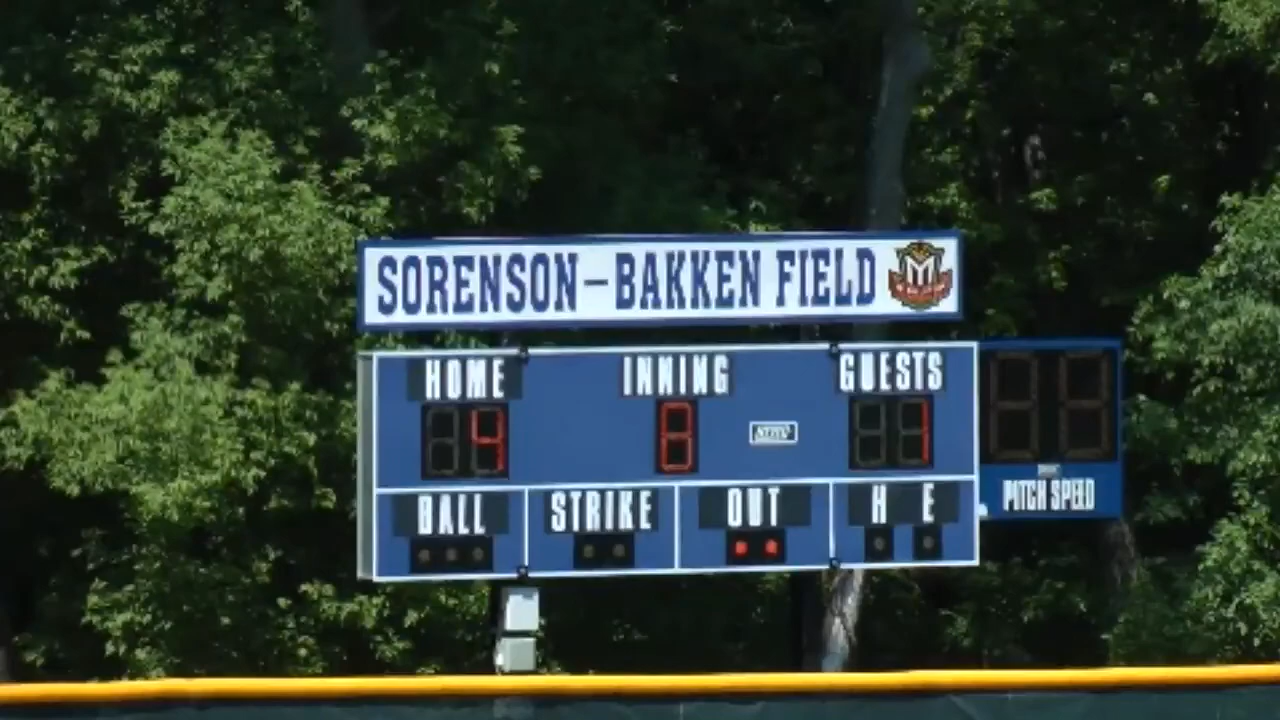 SORENSON-BAKKEN FIELD
M
HOME INNING GUESTS
4 8 1
BALL STRIKE OUT H E
PITCH SPEED